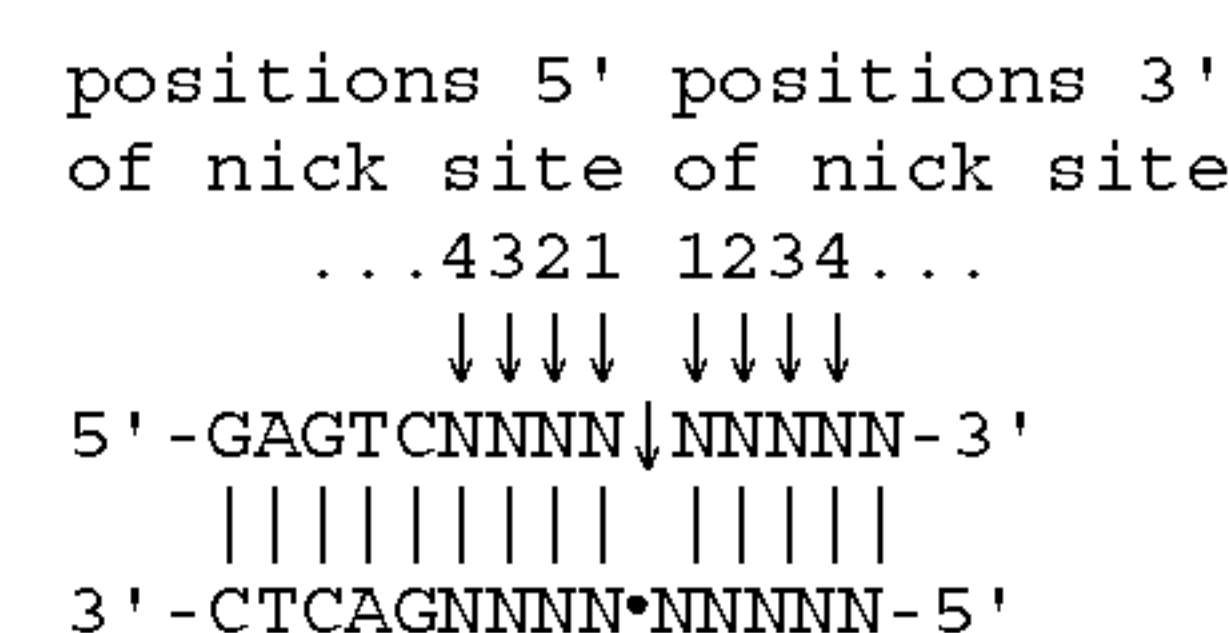 positions 5' positions 3'
of nick site of nick site
...4321 1234...
↓↓↓↓ ↓↓↓↓
5'-GAGTCNNNN↓NNNNN-3'
||||||||| |||||
3'-CTCAGNNNN•NNNNN-5'